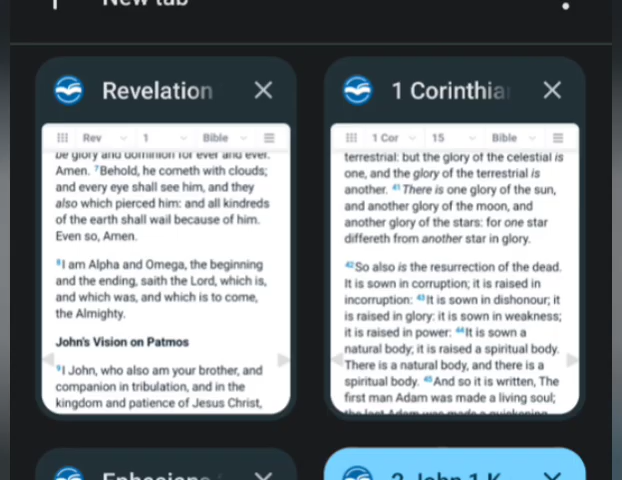 New tab
Revelation
Rev 1 Bible
be glory and dominion for ever and ever.
Amen. 7Behold, he cometh with clouds;
and every eye shall see him, and they
also which pierced him: and all kindreds
of the earth shall wail because of him.
Even so, Amen.
8I am Alpha and Omega, the beginning
and the ending, saith the Lord, which is,
and which was, and which is to come,
the Almighty.
John's Vision on Patmos
9I John, who also am your brother, and
companion in tribulation, and in the
kingdom and patience of Jesus Christ,
1 Corinthia
1 Cor 15 Bible
terrestrial: but the glory of the celestial is
one, and the glory of the terrestrial is
another. 41There is one glory of the sun,
and another glory of the moon, and
another glory of the stars: for one star
differeth from another star in glory.
42So also is the resurrection of the dead.
It is sown in corruption; it is raised in
incorruption: 43It is sown in dishonour; it
is raised in glory: it is sown in weakness;
it is raised in power: 44It is sown a
natural body; it is raised a spiritual body.
There is a natural body, and there is a
spiritual body. 45And so it is written, The
first man Adam was made a living soul;
the last Adam was made a quickening
Ephesians
2 John 1 K